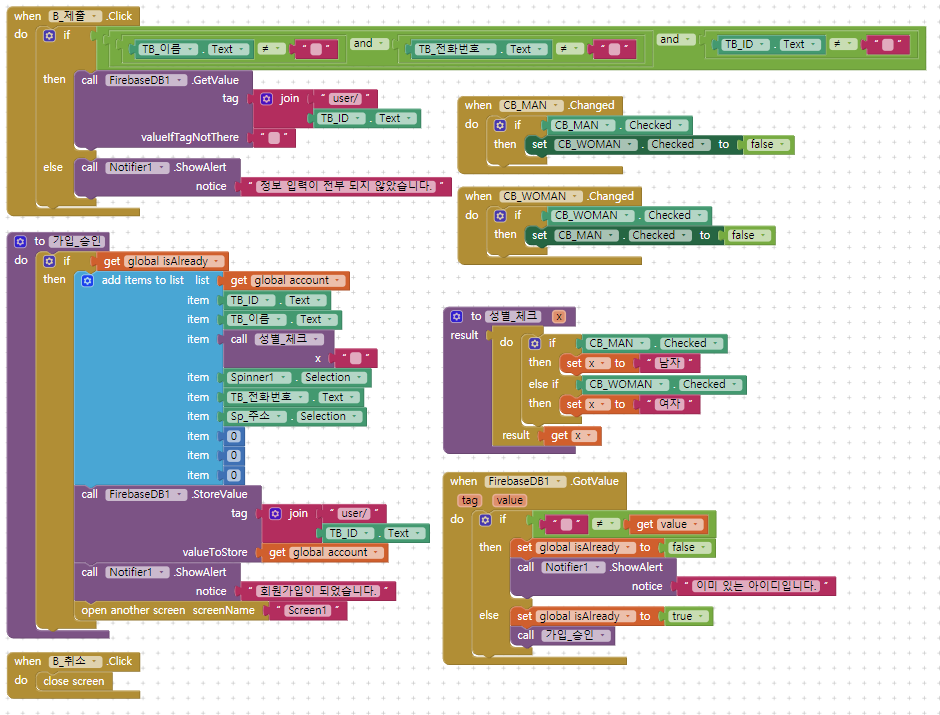 when B_제출 .Click
do if TB_이름 . Text ≠ " " and TB_전화번호 . Text ≠ " " and TB_ID . Text ≠ " "
then call FirebaseDB1 .GetValue
tag join " user/ "
TB_ID . Text
valueIfTagNotThere " "
else call Notifier1 .ShowAlert
notice " 정보 입력이 전부 되지 않았습니다. "
when CB_MAN .Changed
do if CB_MAN . Checked
then set CB_WOMAN . Checked to false
when CB_WOMAN .Changed
do if CB_WOMAN . Checked
then set CB_MAN . Checked to false
to 가입_승인
do if get global isAlready
then add items to list list get global account
item TB_ID . Text
item TB_이름 . Text
item call 성별_체크
x " "
item Spinner1 . Selection
item TB_전화번호 . Text
item Sp_주소 . Selection
item 0
item 0
item 0
call FirebaseDB1 .StoreValue
tag join " user/ "
TB_ID . Text
valueToStore get global account
call Notifier1 .ShowAlert
notice " 회원가입이 되었습니다. "
open another screen screenName " Screen1 "
to 성별_체크 x
result do if CB_MAN . Checked
then set x to " 남자 "
else if CB_WOMAN . Checked
then set x to " 여자 "
result get x
when FirebaseDB1 .GotValue
tag value
do if " " ≠ get value
then set global isAlready to false
call Notifier1 .ShowAlert
notice " 이미 있는 아이디입니다. "
else set global isAlready to true
call 가입_승인
when B_취소 .Click
do close screen